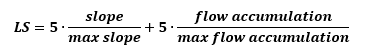 LS = 5 · slope / max slope + 5 · flow accumulation / max flow accumulation